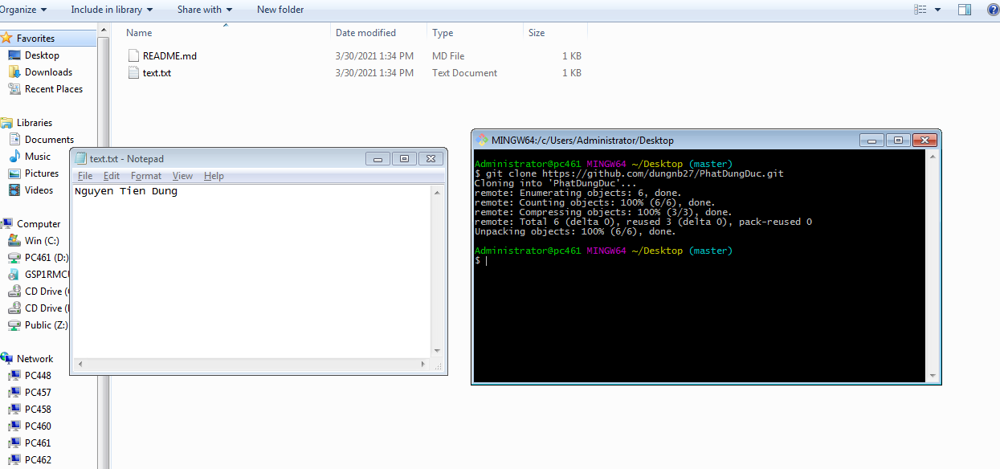 Organize Include in library Share with New folder
Name Date modified Type Size
Favorites
Desktop
Downloads
Recent Places
Libraries
Documents
Music
Pictures
Videos
Computer
Win (C:)
PC461 (D:)
GSP1RMCU
CD Drive (
CD Drive (
Public (Z:)
Network
PC448
PC457
PC458
PC460
PC461
PC462
README.md 3/30/2021 1:34 PM MD File 1 KB
text.txt 3/30/2021 1:34 PM Text Document 1 KB
text.txt - Notepad
File Edit Format View Help
Nguyen Tien Dung
MINGW64:/c/Users/Administrator/Desktop
Administrator@pc461 MINGW64 ~/Desktop (master)
$ git clone https://github.com/dungnb27/PhatDungDuc.git
Cloning into 'PhatDungDuc'...
remote: Enumerating objects: 6, done.
remote: Counting objects: 100% (6/6), done.
remote: Compressing objects: 100% (3/3), done.
remote: Total 6 (delta 0), reused 3 (delta 0), pack-reused 0
Unpacking objects: 100% (6/6), done.
Administrator@pc461 MINGW64 ~/Desktop (master)
$